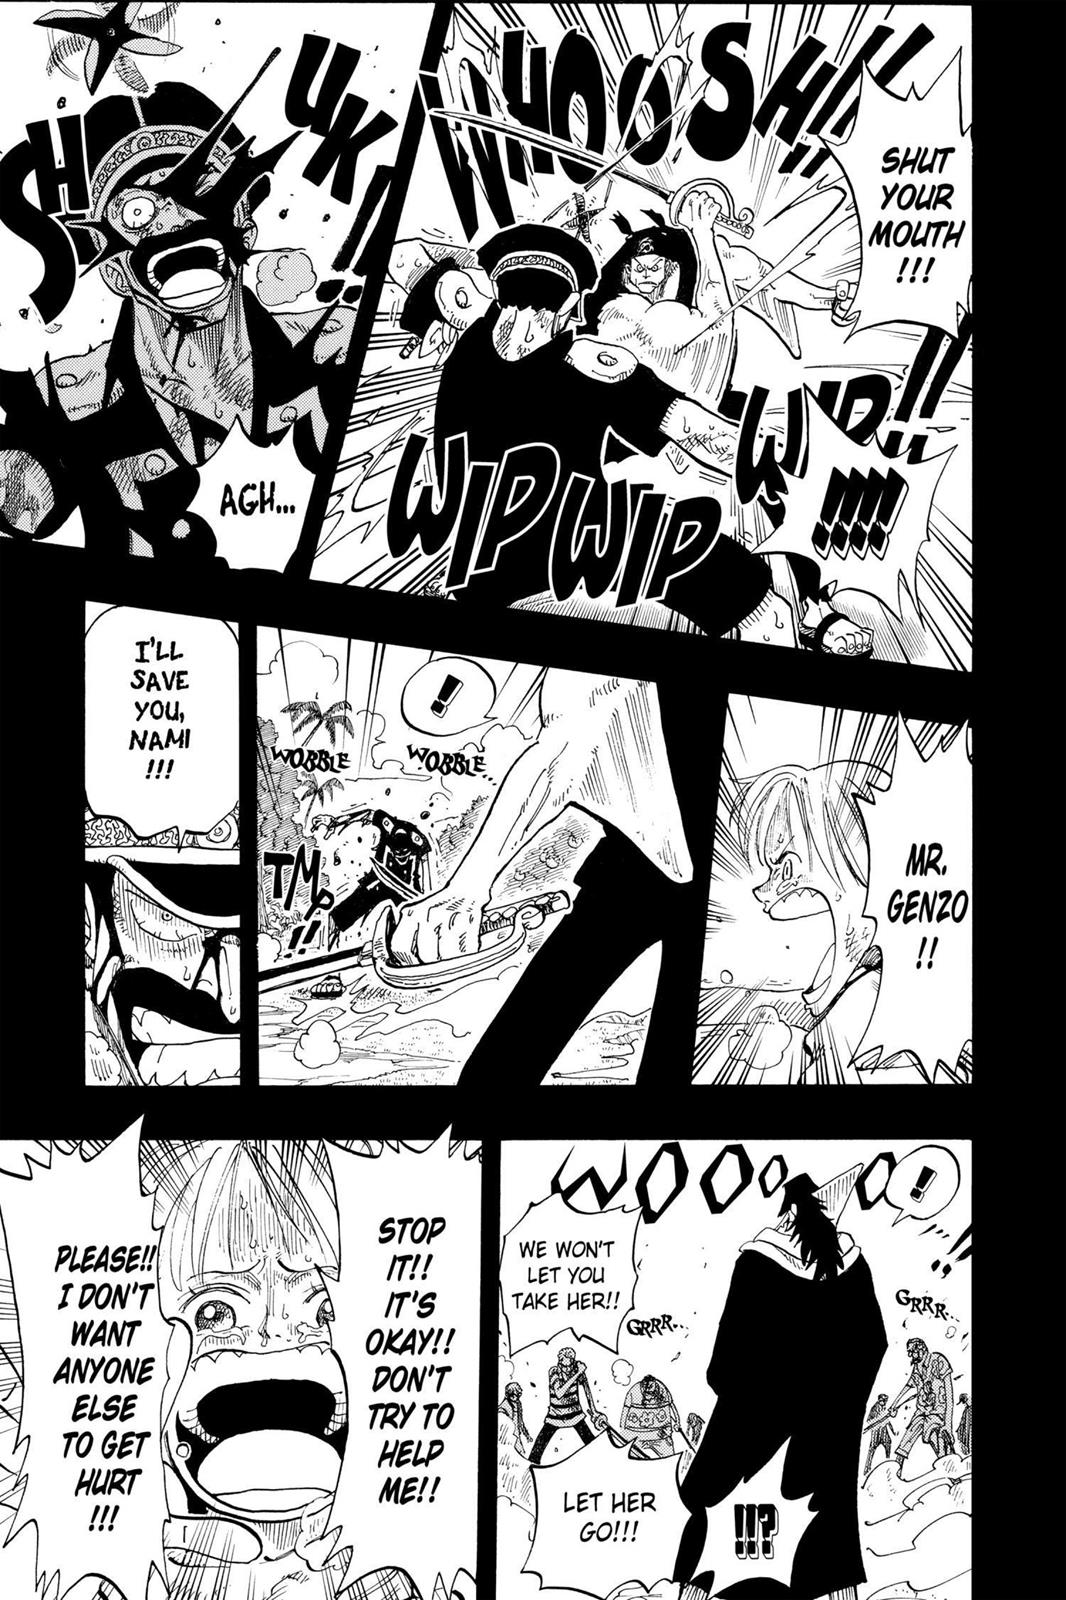 SHUT
YOUR
MOUTH
!!!
WHOOSH!!!
WIP!!
WIP WIP
!!!!!
SHUKK!!
AGH...
MR.
GENZO
!!
!!
WOBBLE
WOBBLE...
TMP!!
I'LL
SAVE
YOU,
NAMI
!!!
!!
WOOOOO
!!
WE WON'T
LET YOU
TAKE HER!!
GRRR...
GRRR...
LET HER
GO!!!
!!?
STOP
IT!!
IT'S
OKAY!!
DON'T
TRY TO
HELP
ME!!
PLEASE!!
I DON'T
WANT
ANYONE
ELSE
TO GET
HURT
!!!